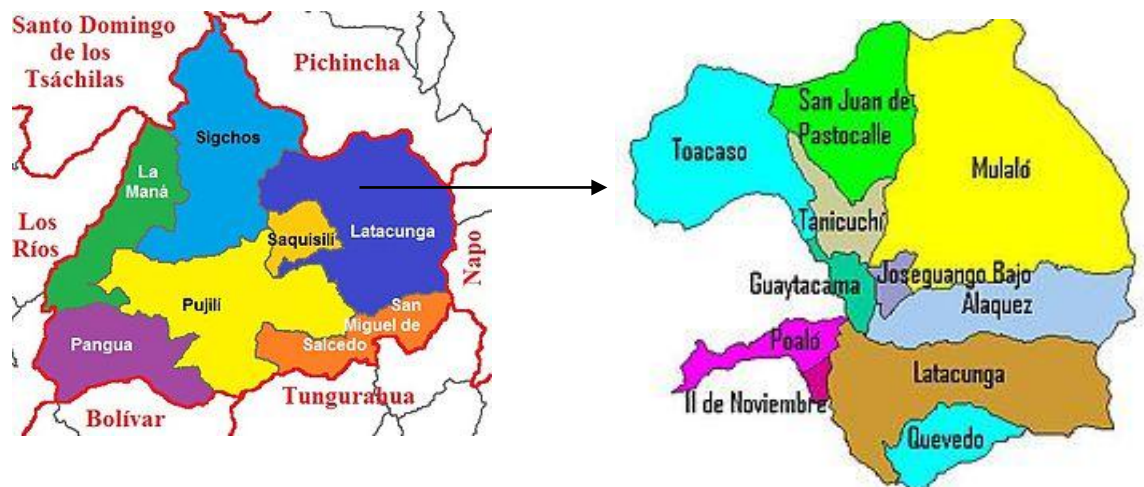 Santo Domingo
de los
Tsáchilas
Pichincha
Sigchos
La
Maná
Los
Ríos
Saquisilí
Latacunga
Napo
Pujilí
San
Miguel de
Salcedo
Pangua
Tungurahua
Bolívar
San Juan de
Pastocalle
Toacaso
Mulaló
Tanicuchí
Guaytacama
Joseguango Bajo
Alaquez
Poaló
Latacunga
11 de Noviembre
Quevedo